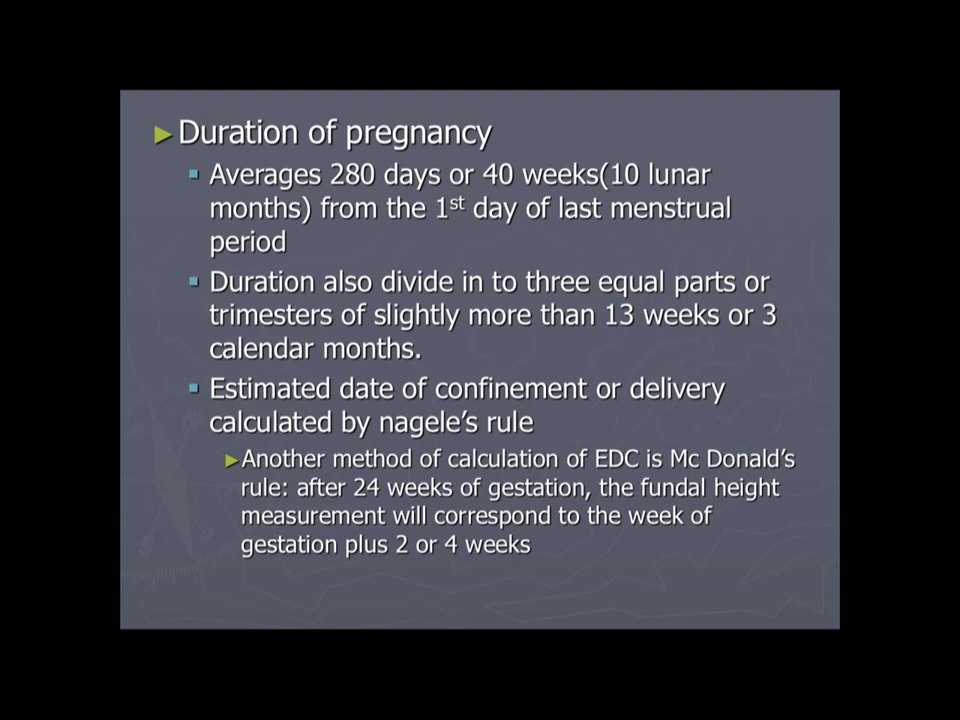 Duration of pregnancy
Averages 280 days or 40 weeks(10 lunar
months) from the 1st day of last menstrual
period
Duration also divide in to three equal parts or
trimesters of slightly more than 13 weeks or 3
calendar months.
Estimated date of confinement or delivery
calculated by nagele’s rule
Another method of calculation of EDC is Mc Donald’s
rule: after 24 weeks of gestation, the fundal height
measurement will correspond to the week of
gestation plus 2 or 4 weeks